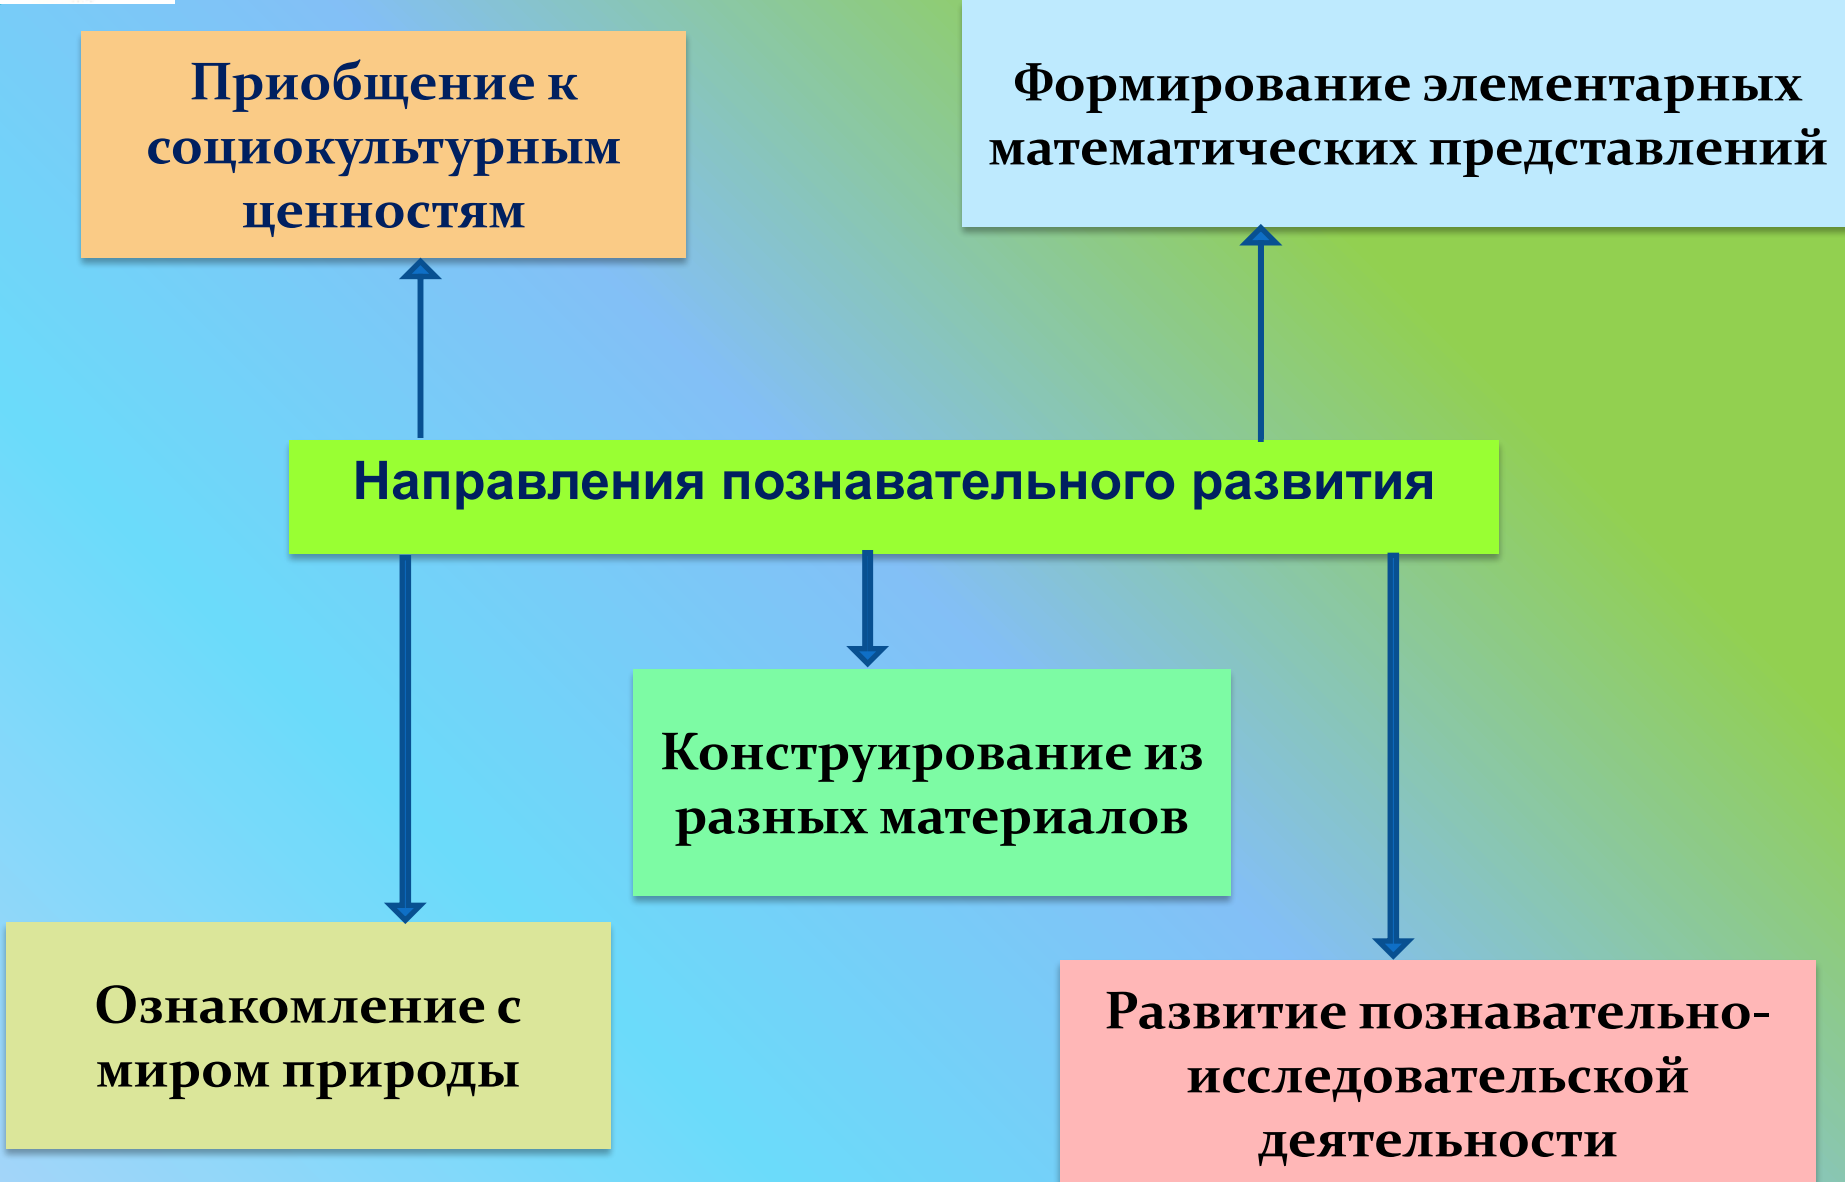 Приобщение к
социокультурным
ценностям
Формирование элементарных
математических представлений
Направления познавательного развития
Конструирование из
разных материалов
Ознакомление с
миром природы
Развитие познавательно-
исследовательской
деятельности